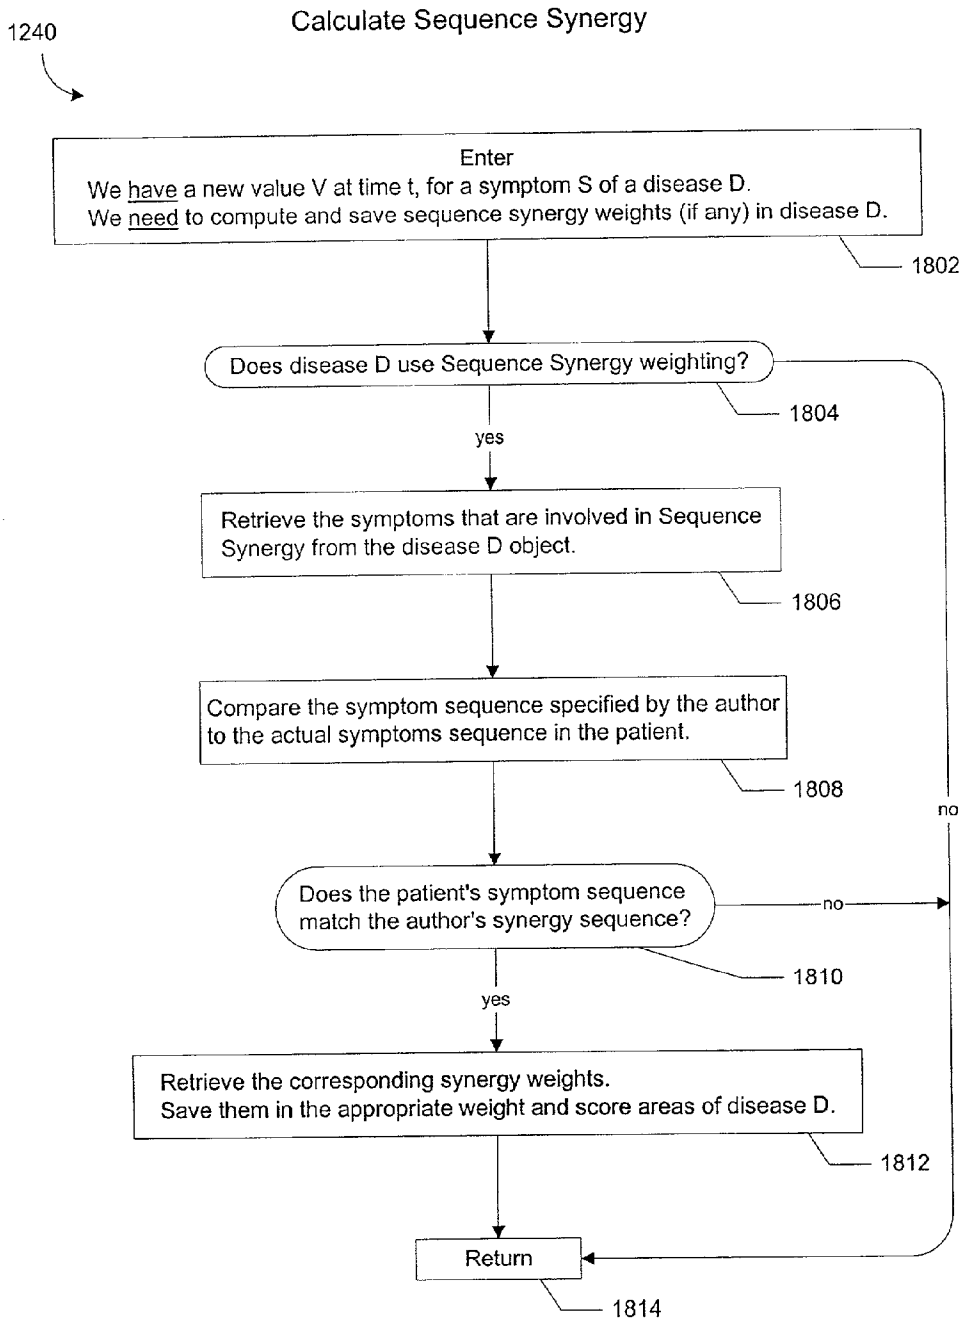 Calculate Sequence Synergy
1240
Enter
We have a new value V at time t, for a symptom S of a disease D.
We need to compute and save sequence synergy weights (if any) in disease D.
1802
Does disease D use Sequence Synergy weighting?
1804
yes
Retrieve the symptoms that are involved in Sequence
Synergy from the disease D object.
1806
Compare the symptom sequence specified by the author
to the actual symptoms sequence in the patient.
1808
no
Does the patient's symptom sequence
match the author's synergy sequence?
no
1810
yes
Retrieve the corresponding synergy weights.
Save them in the appropriate weight and score areas of disease D.
1812
Return
1814